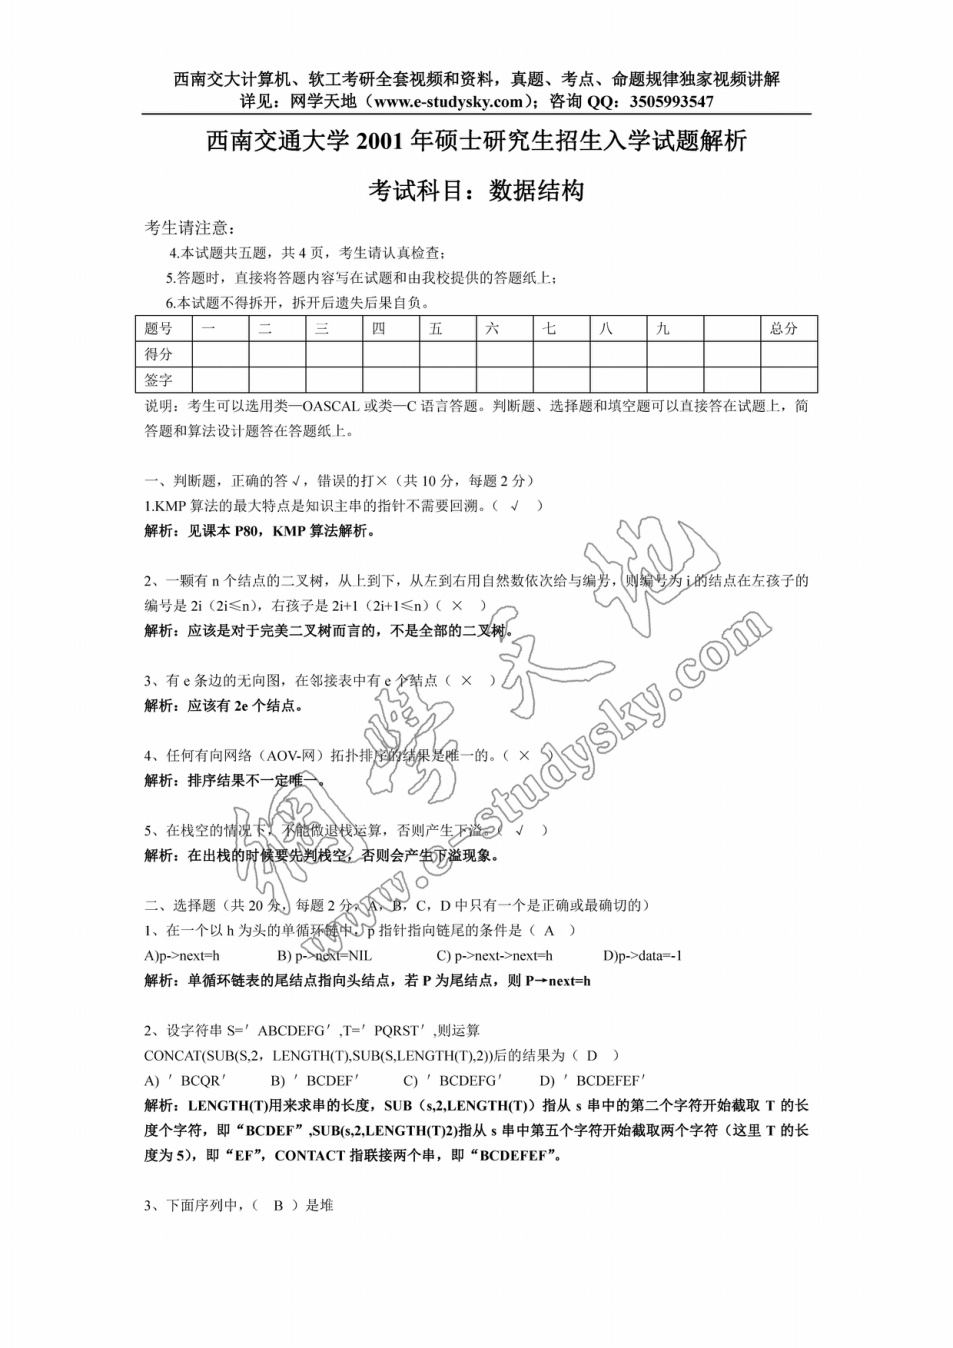 西南交大计算机、软工考研全套视频和资料，真题、考点、命题规律独家视频讲解
详见：网学天地（www.e-studysky.com）；咨询 QQ：3505993547
西南交通大学 2001 年硕士研究生招生入学试题解析
考试科目：数据结构
考生请注意：
4.本试题共五题，共 4 页，考生请认真检查；
5.答题时，直接将答题内容写在试题和由我校提供的答题纸上；
6.本试题不得拆开，拆开后遗失后果自负。
题号 一 二 三 四 五 六 七 八 九 总分
得分
签字
说明：考生可以选用类—OASCAL 或类—C 语言答题。判断题、选择题和填空题可以直接答在试题上，简
答题和算法设计题答在答题纸上。
一、判断题，正确的答√，错误的打×（共 10 分，每题 2 分）
1.KMP 算法的最大特点是知识主串的指针不需要回溯。（ √ ）
解析：见课本 P80，KMP 算法解析。
2、一颗有 n 个结点的二叉树，从上到下，从左到右用自然数依次给与编号，则编号为 i 的结点在左孩子的
编号是 2i（2i≤n），右孩子是 2i+1（2i+1≤n）（ × ）
解析：应该是对于完美二叉树而言的，不是全部的二叉树。
3、有 e 条边的无向图，在邻接表中有 e 个结点（ × ）
解析：应该有 2e 个结点。
4、任何有向网络（AOV-网）拓扑排序的结果是唯一的。（ × ）
解析：排序结果不一定唯一。
5、在栈空的情况下，不能做退栈运算，否则产生下溢。（ √ ）
解析：在出栈的时候要先判栈空，否则会产生下溢现象。
二、选择题（共 20 分，每题 2 分，A，B，C，D 中只有一个是正确或最确切的）
1、在一个以 h 为头的单循环链中，p 指针指向链尾的条件是（ A ）
A)p->next=h B) p->next=NIL C) p->next->next=h D)p->data=-1
解析：单循环链表的尾结点指向头结点，若 P 为尾结点，则 P→next=h
2、设字符串 S=′ABCDEFG′,T=′PQRST′,则运算
CONCAT(SUB(S,2，LENGTH(T),SUB(S,LENGTH(T),2))后的结果为（ D ）
A) ′BCQR′ B) ′BCDEF′ C) ′BCDEFG′ D) ′BCDEFEF′
解析：LENGTH(T)用来求串的长度，SUB（s,2,LENGTH(T)）指从 s 串中的第二个字符开始截取 T 的长
度个字符，即“BCDEF”,SUB(s,2,LENGTH(T)2)指从 s 串中第五个字符开始截取两个字符（这里 T 的长
度为 5），即“EF”，CONTACT 指联接两个串，即“BCDEFEF”。
3、下面序列中，（ B ）是堆
網學天地
www.e-studysky.com